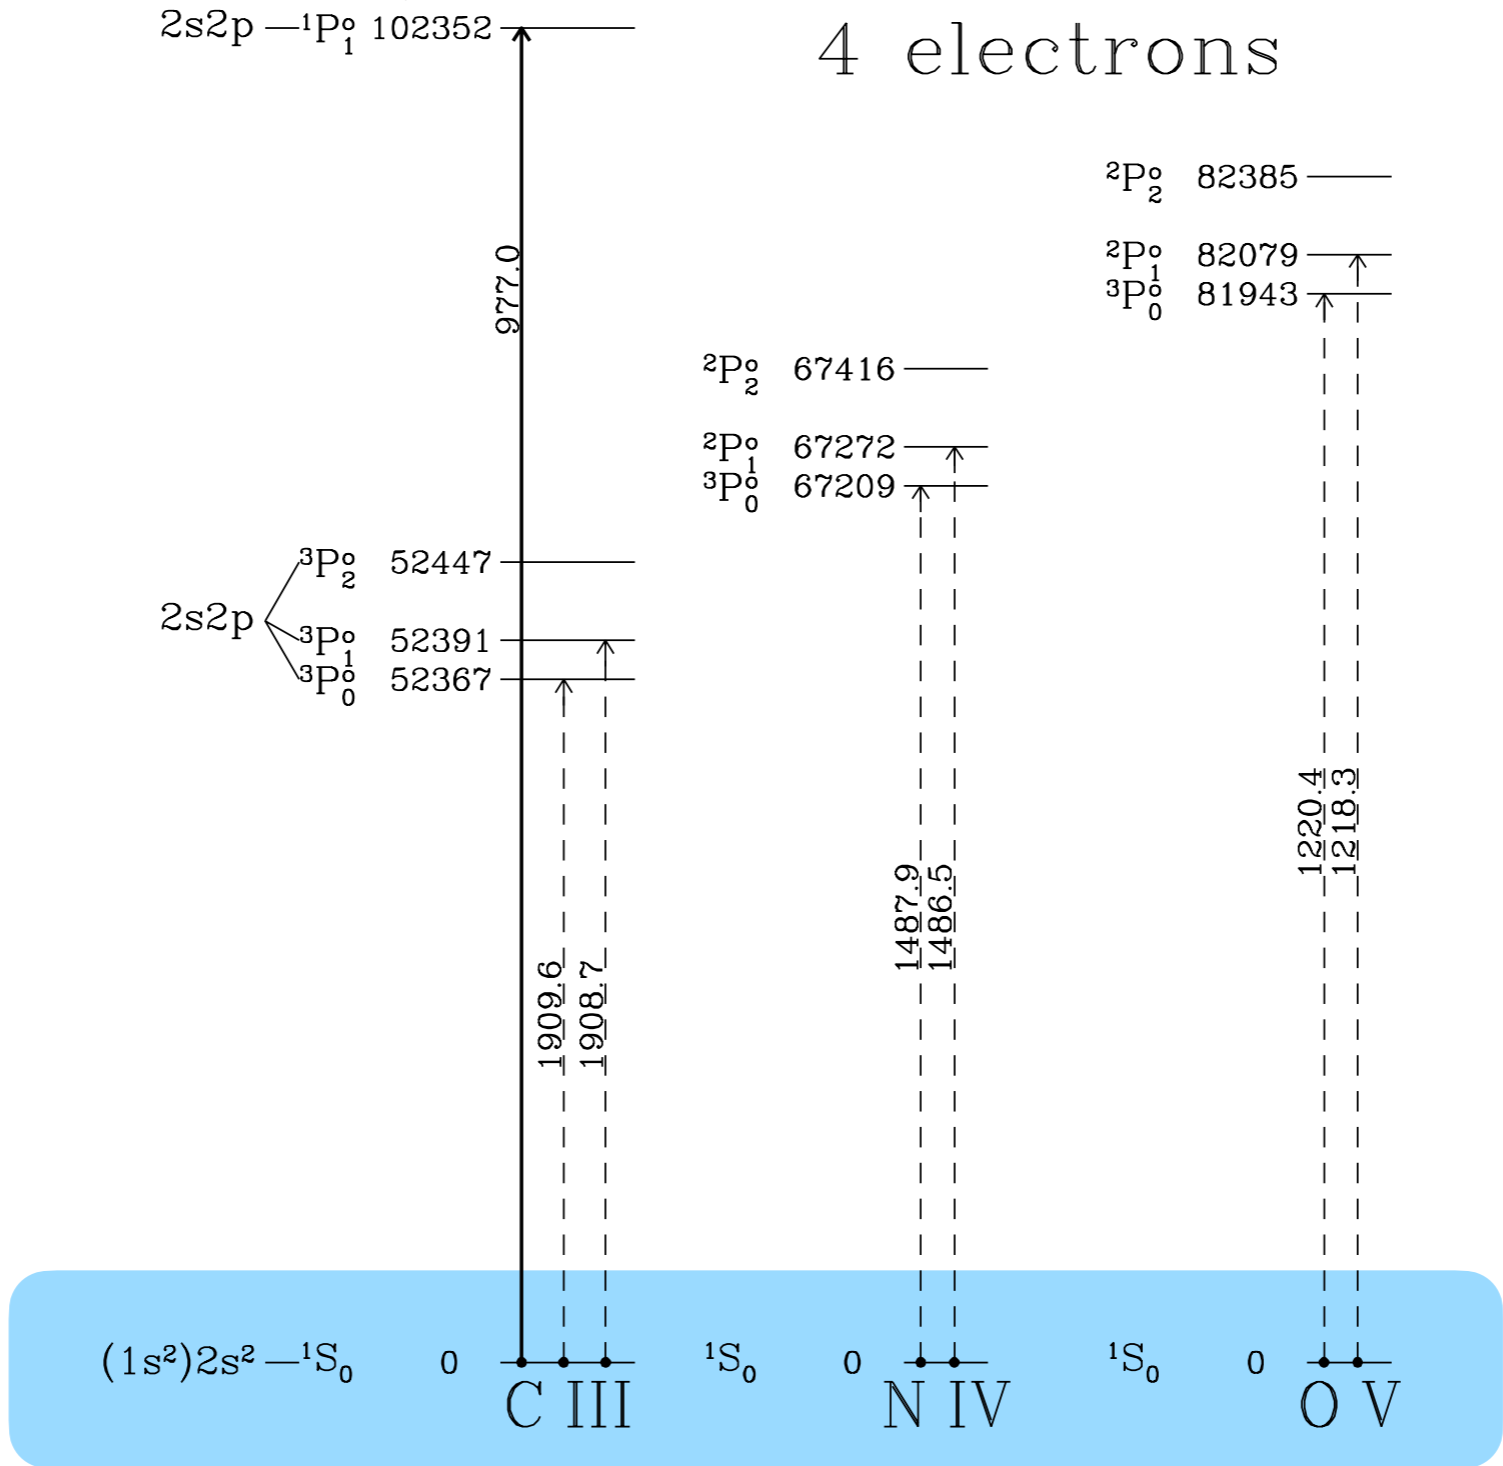 2s2p ¹P°₁ 102352
4 electrons
²P°₂ 82385
977.0
²P°₁ 82079
³P°₀ 81943
²P°₂ 67416
²P°₁ 67272
³P°₀ 67209
³P°₂ 52447
2s2p
³P°₁ 52391
³P°₀ 52367
1220.4
1218.3
1487.9
1486.5
1909.6
1908.7
(1s²)2s² ¹S₀ 0 ¹S₀ 0 ¹S₀ 0
C III N IV O V